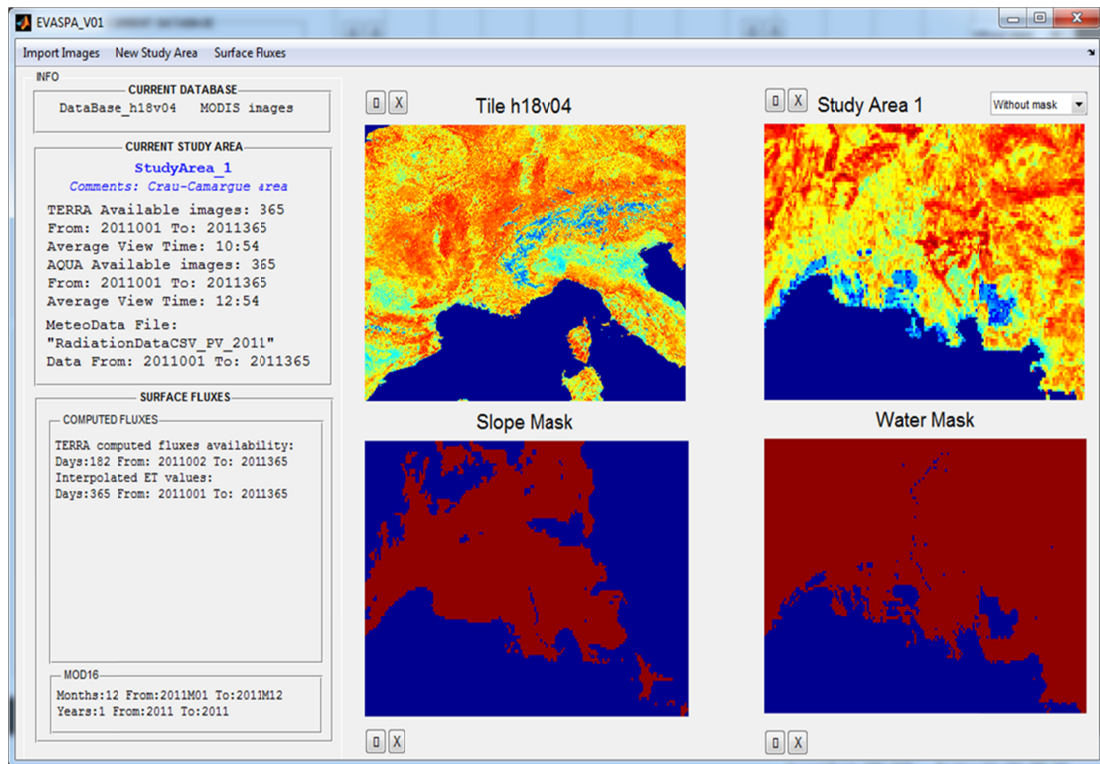 EVASPA_V01
Import Images New Study Area Surface Fluxes
INFO
CURRENT DATABASE
DataBase_h18v04 MODIS images
CURRENT STUDY AREA
StudyArea_1
Comments: Crau-Camargue area
TERRA Available images: 365
From: 2011001 To: 2011365
Average View Time: 10:54
AQUA Available images: 365
From: 2011001 To: 2011365
Average View Time: 12:54
MeteoData File:
"RadiationDataCSV_PV_2011"
Data From: 2011001 To: 2011365
SURFACE FLUXES
COMPUTED FLUXES
TERRA computed fluxes availability:
Days:182 From: 2011002 To: 2011365
Interpolated ET values:
Days:365 From: 2011001 To: 2011365
MOD16
Months:12 From:2011M01 To:2011M12
Years:1 From:2011 To:2011
X
Tile h18v04
X
Study Area 1
Without mask
Slope Mask
Water Mask
X
X